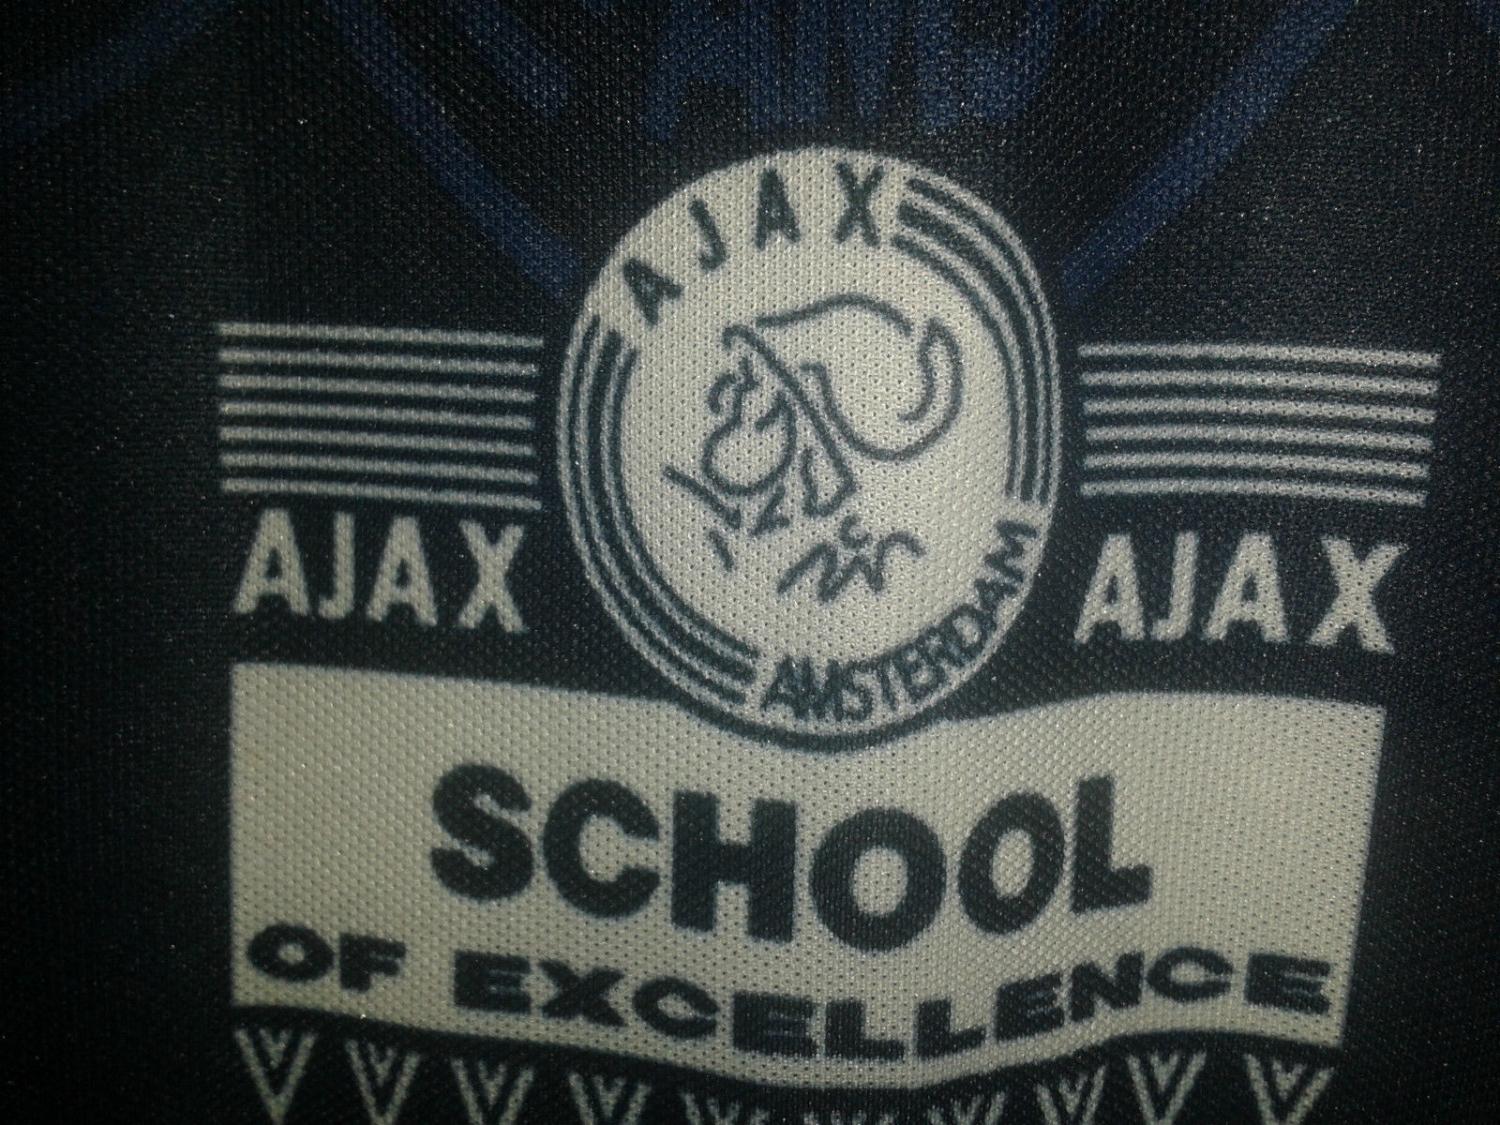 AJAX
AMSTERDAM
AJAX
AJAX
SCHOOL
OF EXCELLENCE